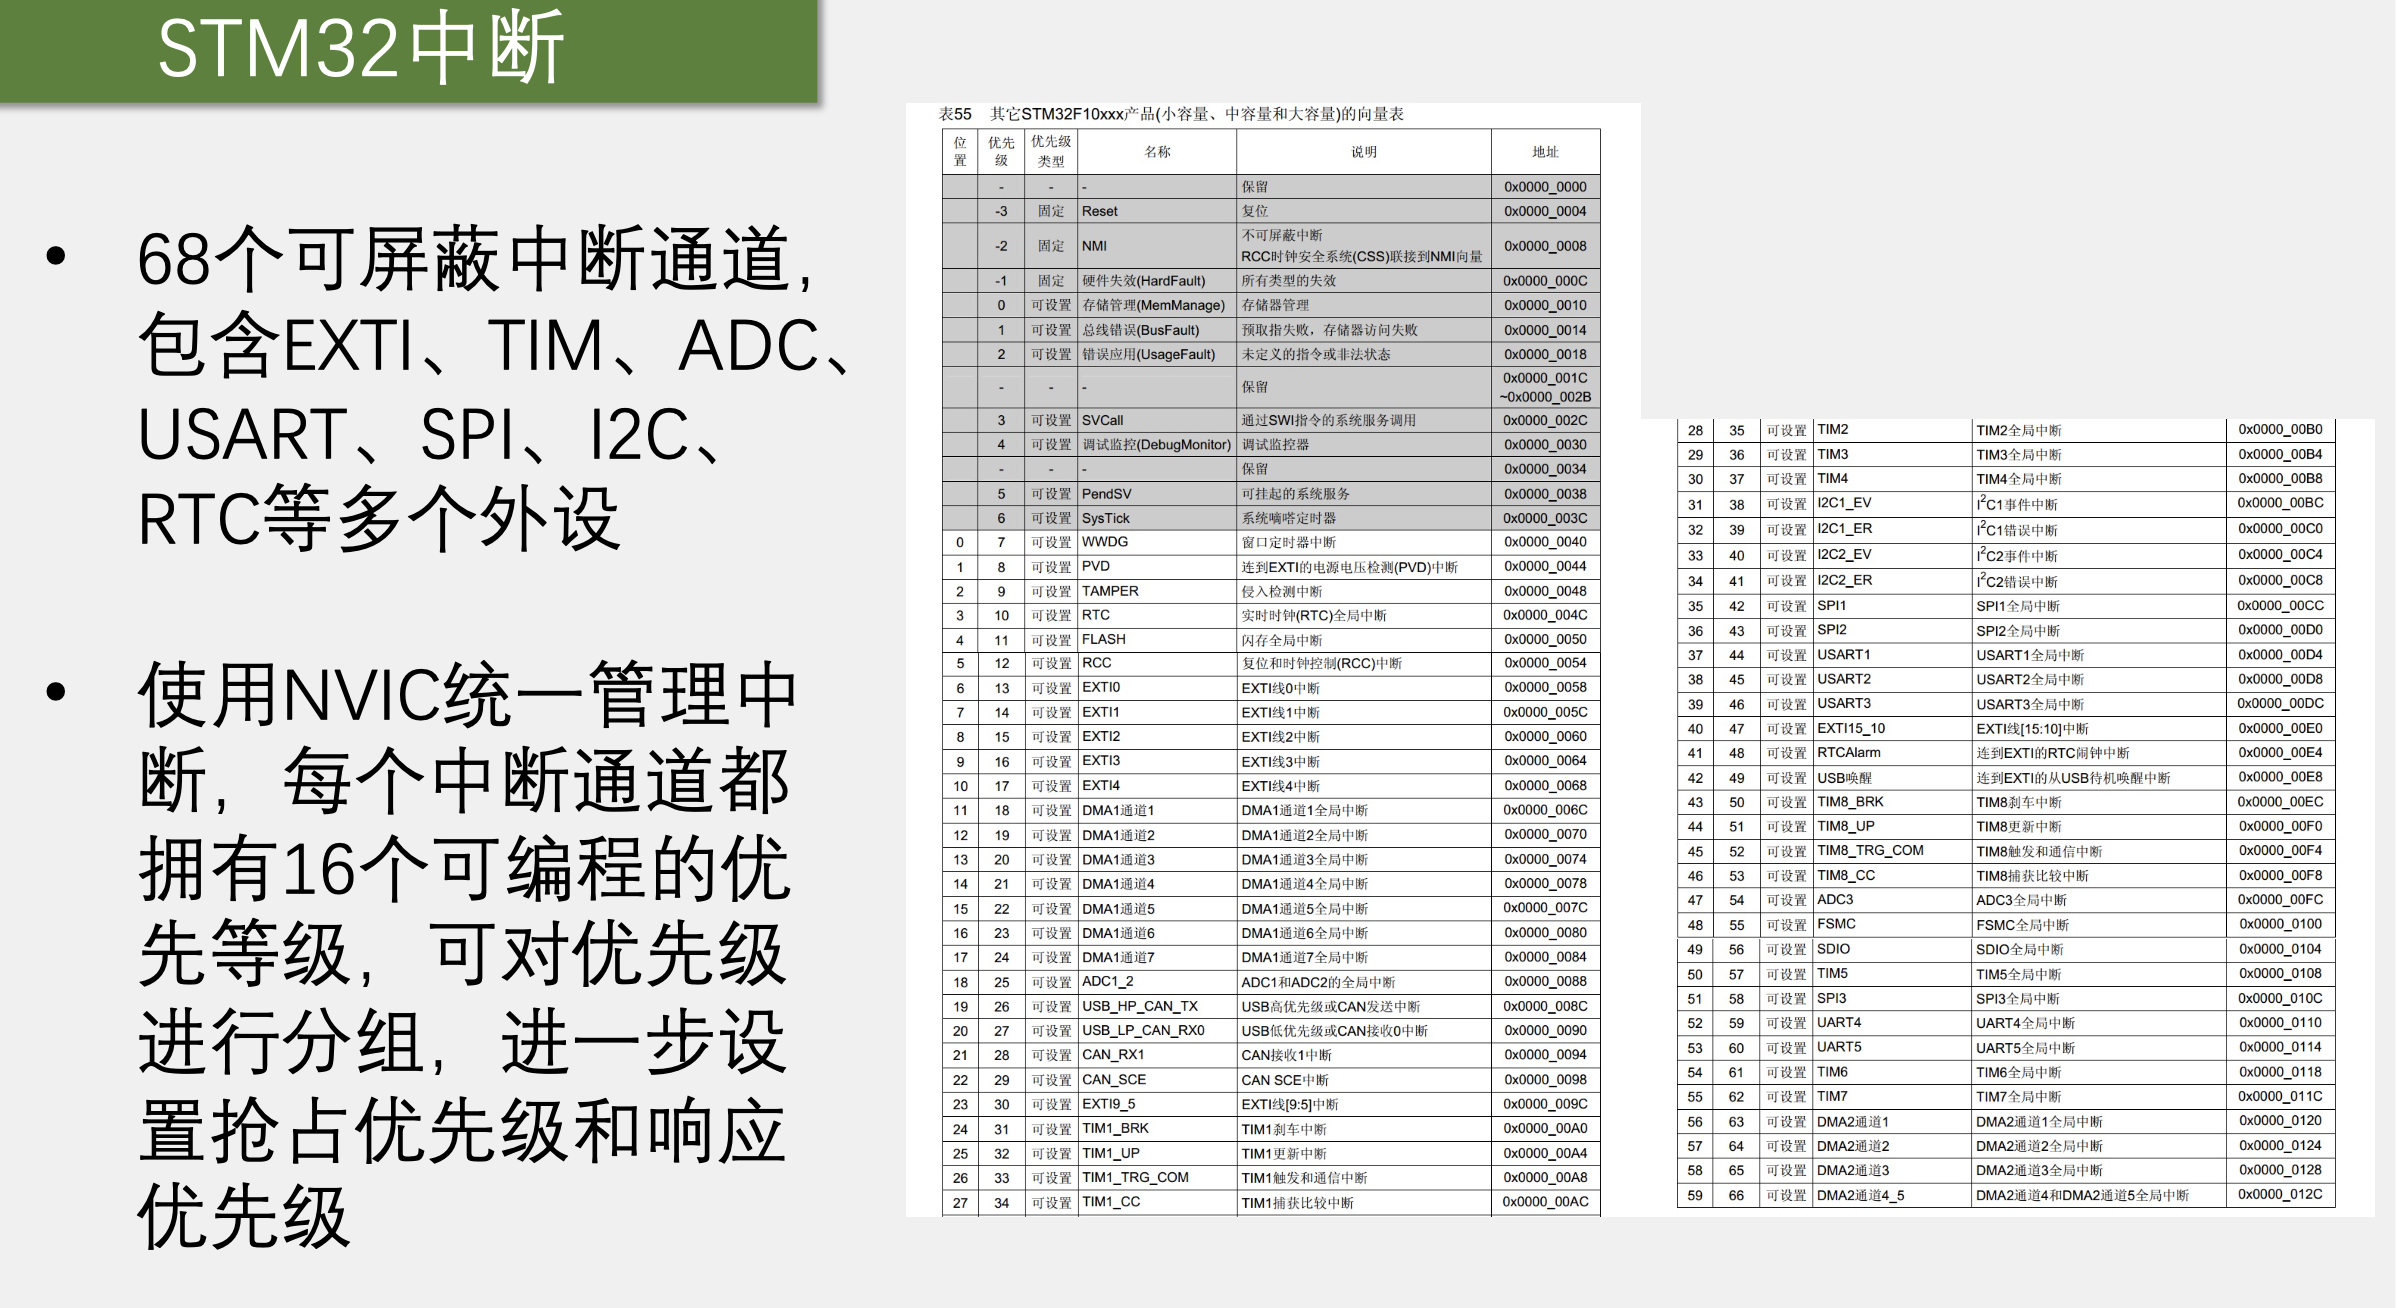 STM32中断
• 68个可屏蔽中断通道,
包含EXTI、TIM、ADC、
USART、SPI、I2C、
RTC等多个外设
• 使用NVIC统一管理中
断，每个中断通道都
拥有16个可编程的优
先等级，可对优先级
进行分组，进一步设
置抢占优先级和响应
优先级
表55 其它STM32F10xxx产品(小容量、中容量和大容量)的向量表
位置 优先级 优先级类型 名称 说明 地址
- - - 保留 0x0000_0000
-3 固定 Reset 复位 0x0000_0004
-2 固定 NMI 不可屏蔽中断 RCC时钟安全系统(CSS)联接到NMI向量 0x0000_0008
-1 固定 硬件失效(HardFault) 所有类型的失效 0x0000_000C
0 可设置 存储管理(MemManage) 存储器管理 0x0000_0010
1 可设置 总线错误(BusFault) 预取指失败，存储器访问失败 0x0000_0014
2 可设置 错误应用(UsageFault) 未定义的指令或非法状态 0x0000_0018
- - - 保留 0x0000_001C ~0x0000_002B
3 可设置 SVCall 通过SWI指令的系统服务调用 0x0000_002C
4 可设置 调试监控(DebugMonitor) 调试监控器 0x0000_0030
- - - 保留 0x0000_0034
5 可设置 PendSV 可挂起的系统服务 0x0000_0038
6 可设置 SysTick 系统嘀嗒定时器 0x0000_003C
0 7 可设置 WWDG 窗口定时器中断 0x0000_0040
1 8 可设置 PVD 连到EXTI的电源电压检测(PVD)中断 0x0000_0044
2 9 可设置 TAMPER 侵入检测中断 0x0000_0048
3 10 可设置 RTC 实时时钟(RTC)全局中断 0x0000_004C
4 11 可设置 FLASH 闪存全局中断 0x0000_0050
5 12 可设置 RCC 复位和时钟控制(RCC)中断 0x0000_0054
6 13 可设置 EXTI0 EXTI线0中断 0x0000_0058
7 14 可设置 EXTI1 EXTI线1中断 0x0000_005C
8 15 可设置 EXTI2 EXTI线2中断 0x0000_0060
9 16 可设置 EXTI3 EXTI线3中断 0x0000_0064
10 17 可设置 EXTI4 EXTI线4中断 0x0000_0068
11 18 可设置 DMA1通道1 DMA1通道1全局中断 0x0000_006C
12 19 可设置 DMA1通道2 DMA1通道2全局中断 0x0000_0070
13 20 可设置 DMA1通道3 DMA1通道3全局中断 0x0000_0074
14 21 可设置 DMA1通道4 DMA1通道4全局中断 0x0000_0078
15 22 可设置 DMA1通道5 DMA1通道5全局中断 0x0000_007C
16 23 可设置 DMA1通道6 DMA1通道6全局中断 0x0000_0080
17 24 可设置 DMA1通道7 DMA1通道7全局中断 0x0000_0084
18 25 可设置 ADC1_2 ADC1和ADC2的全局中断 0x0000_0088
19 26 可设置 USB_HP_CAN_TX USB高优先级或CAN发送中断 0x0000_008C
20 27 可设置 USB_LP_CAN_RX0 USB低优先级或CAN接收0中断 0x0000_0090
21 28 可设置 CAN_RX1 CAN接收1中断 0x0000_0094
22 29 可设置 CAN_SCE CAN SCE中断 0x0000_0098
23 30 可设置 EXTI9_5 EXTI线[9:5]中断 0x0000_009C
24 31 可设置 TIM1_BRK TIM1刹车中断 0x0000_00A0
25 32 可设置 TIM1_UP TIM1更新中断 0x0000_00A4
26 33 可设置 TIM1_TRG_COM TIM1触发和通信中断 0x0000_00A8
27 34 可设置 TIM1_CC TIM1捕获比较中断 0x0000_00AC
28 35 可设置 TIM2 TIM2全局中断 0x0000_00B0
29 36 可设置 TIM3 TIM3全局中断 0x0000_00B4
30 37 可设置 TIM4 TIM4全局中断 0x0000_00B8
31 38 可设置 I2C1_EV I²C1事件中断 0x0000_00BC
32 39 可设置 I2C1_ER I²C1错误中断 0x0000_00C0
33 40 可设置 I2C2_EV I²C2事件中断 0x0000_00C4
34 41 可设置 I2C2_ER I²C2错误中断 0x0000_00C8
35 42 可设置 SPI1 SPI1全局中断 0x0000_00CC
36 43 可设置 SPI2 SPI2全局中断 0x0000_00D0
37 44 可设置 USART1 USART1全局中断 0x0000_00D4
38 45 可设置 USART2 USART2全局中断 0x0000_00D8
39 46 可设置 USART3 USART3全局中断 0x0000_00DC
40 47 可设置 EXTI15_10 EXTI线[15:10]中断 0x0000_00E0
41 48 可设置 RTCAlarm 连到EXTI的RTC闹钟中断 0x0000_00E4
42 49 可设置 USB唤醒 连到EXTI的从USB待机唤醒中断 0x0000_00E8
43 50 可设置 TIM8_BRK TIM8刹车中断 0x0000_00EC
44 51 可设置 TIM8_UP TIM8更新中断 0x0000_00F0
45 52 可设置 TIM8_TRG_COM TIM8触发和通信中断 0x0000_00F4
46 53 可设置 TIM8_CC TIM8捕获比较中断 0x0000_00F8
47 54 可设置 ADC3 ADC3全局中断 0x0000_00FC
48 55 可设置 FSMC FSMC全局中断 0x0000_0100
49 56 可设置 SDIO SDIO全局中断 0x0000_0104
50 57 可设置 TIM5 TIM5全局中断 0x0000_0108
51 58 可设置 SPI3 SPI3全局中断 0x0000_010C
52 59 可设置 UART4 UART4全局中断 0x0000_0110
53 60 可设置 UART5 UART5全局中断 0x0000_0114
54 61 可设置 TIM6 TIM6全局中断 0x0000_0118
55 62 可设置 TIM7 TIM7全局中断 0x0000_011C
56 63 可设置 DMA2通道1 DMA2通道1全局中断 0x0000_0120
57 64 可设置 DMA2通道2 DMA2通道2全局中断 0x0000_0124
58 65 可设置 DMA2通道3 DMA2通道3全局中断 0x0000_0128
59 66 可设置 DMA2通道4_5 DMA2通道4和DMA2通道5全局中断 0x0000_012C